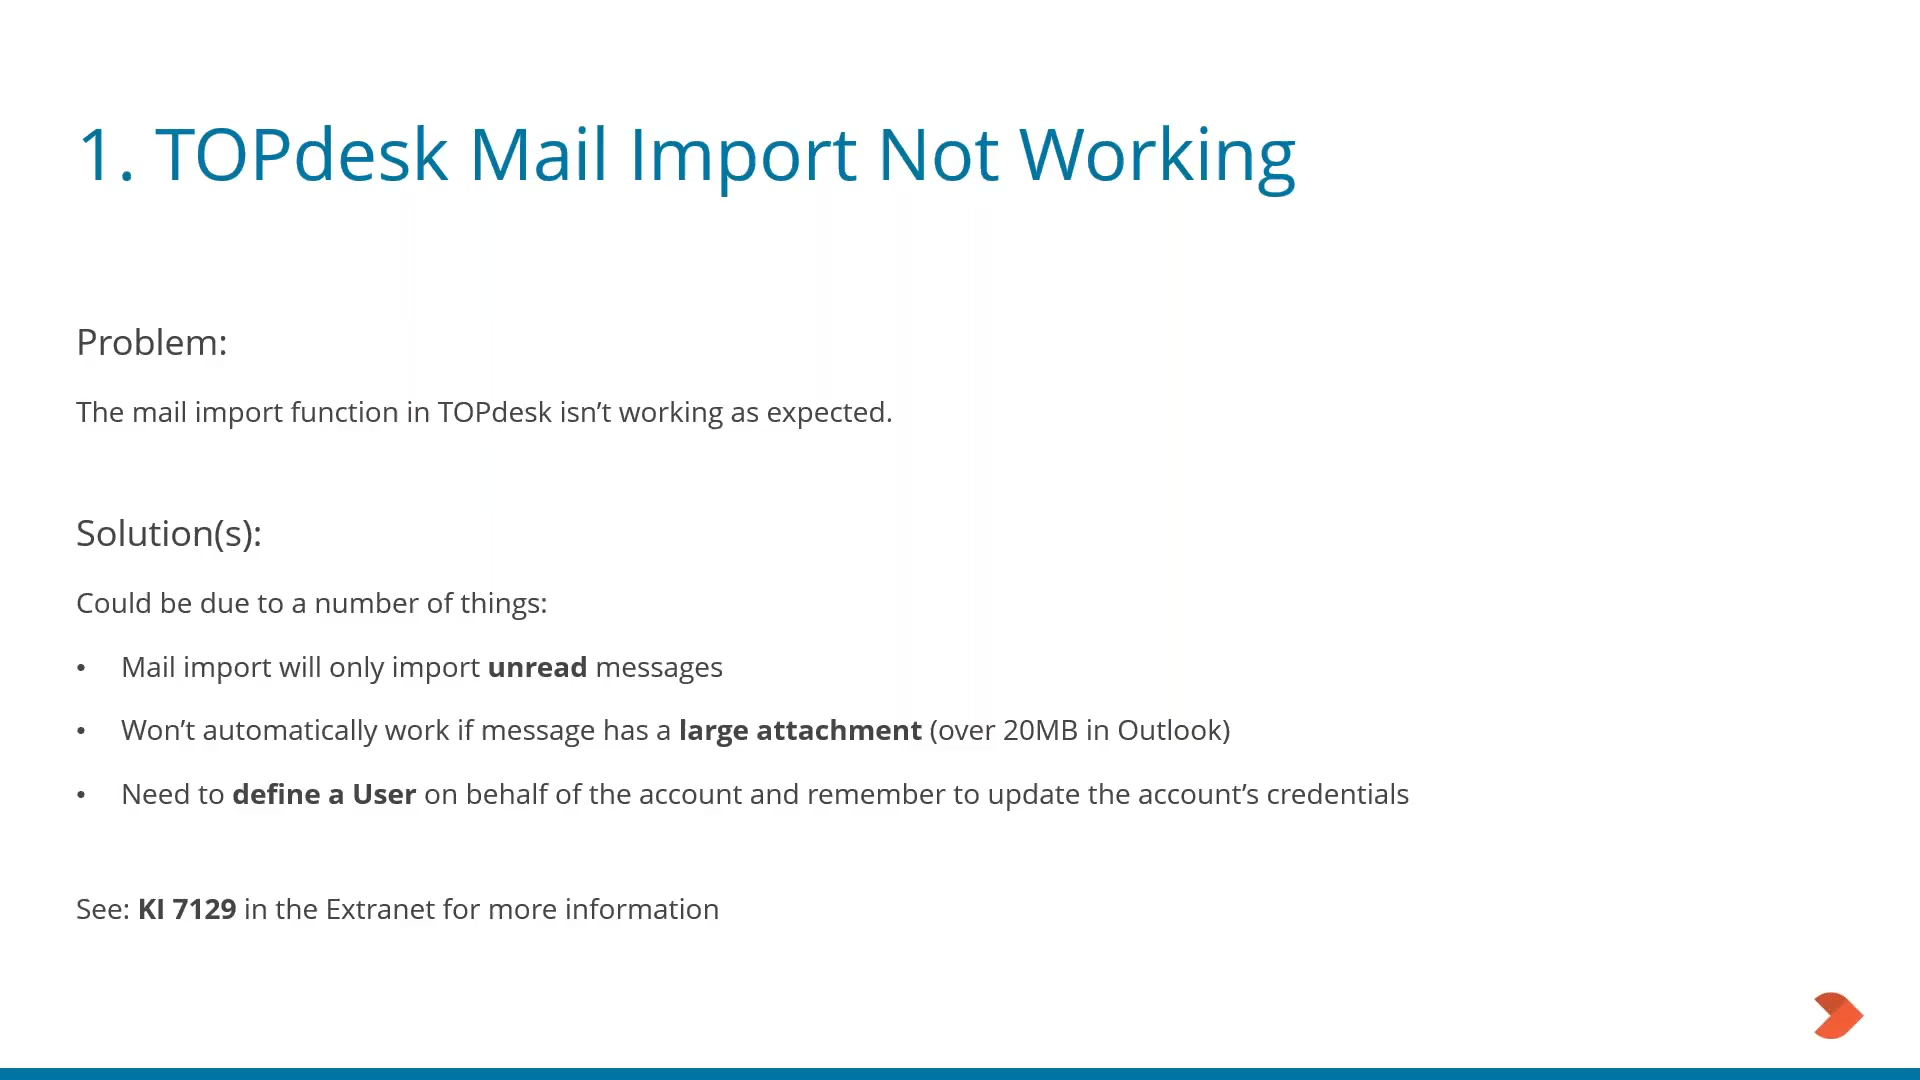 1. TOPdesk Mail Import Not Working
Problem:
The mail import function in TOPdesk isn’t working as expected.
Solution(s):
Could be due to a number of things:
• Mail import will only import unread messages
• Won’t automatically work if message has a large attachment (over 20MB in Outlook)
• Need to define a User on behalf of the account and remember to update the account’s credentials
See: KI 7129 in the Extranet for more information